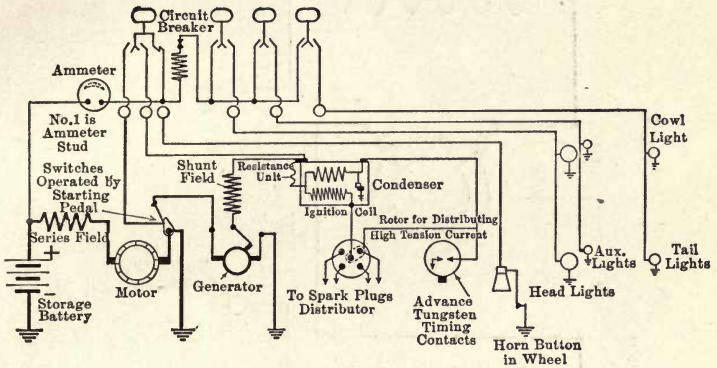 Circuit
Breaker
Ammeter
No.1 is
Ammeter
Stud
Switches
Operated by
Starting
Pedal
Series Field
+
-
Storage
Battery
Motor
Shunt
Field
Generator
Resistance
Unit
Condenser
Ignition Coil
Rotor for Distributing
High Tension Current
To Spark Plugs
Distributor
Advance
Tungsten
Timing
Contacts
Cowl
Light
Aux.
Lights
Tail
Lights
Head Lights
Horn Button
in Wheel